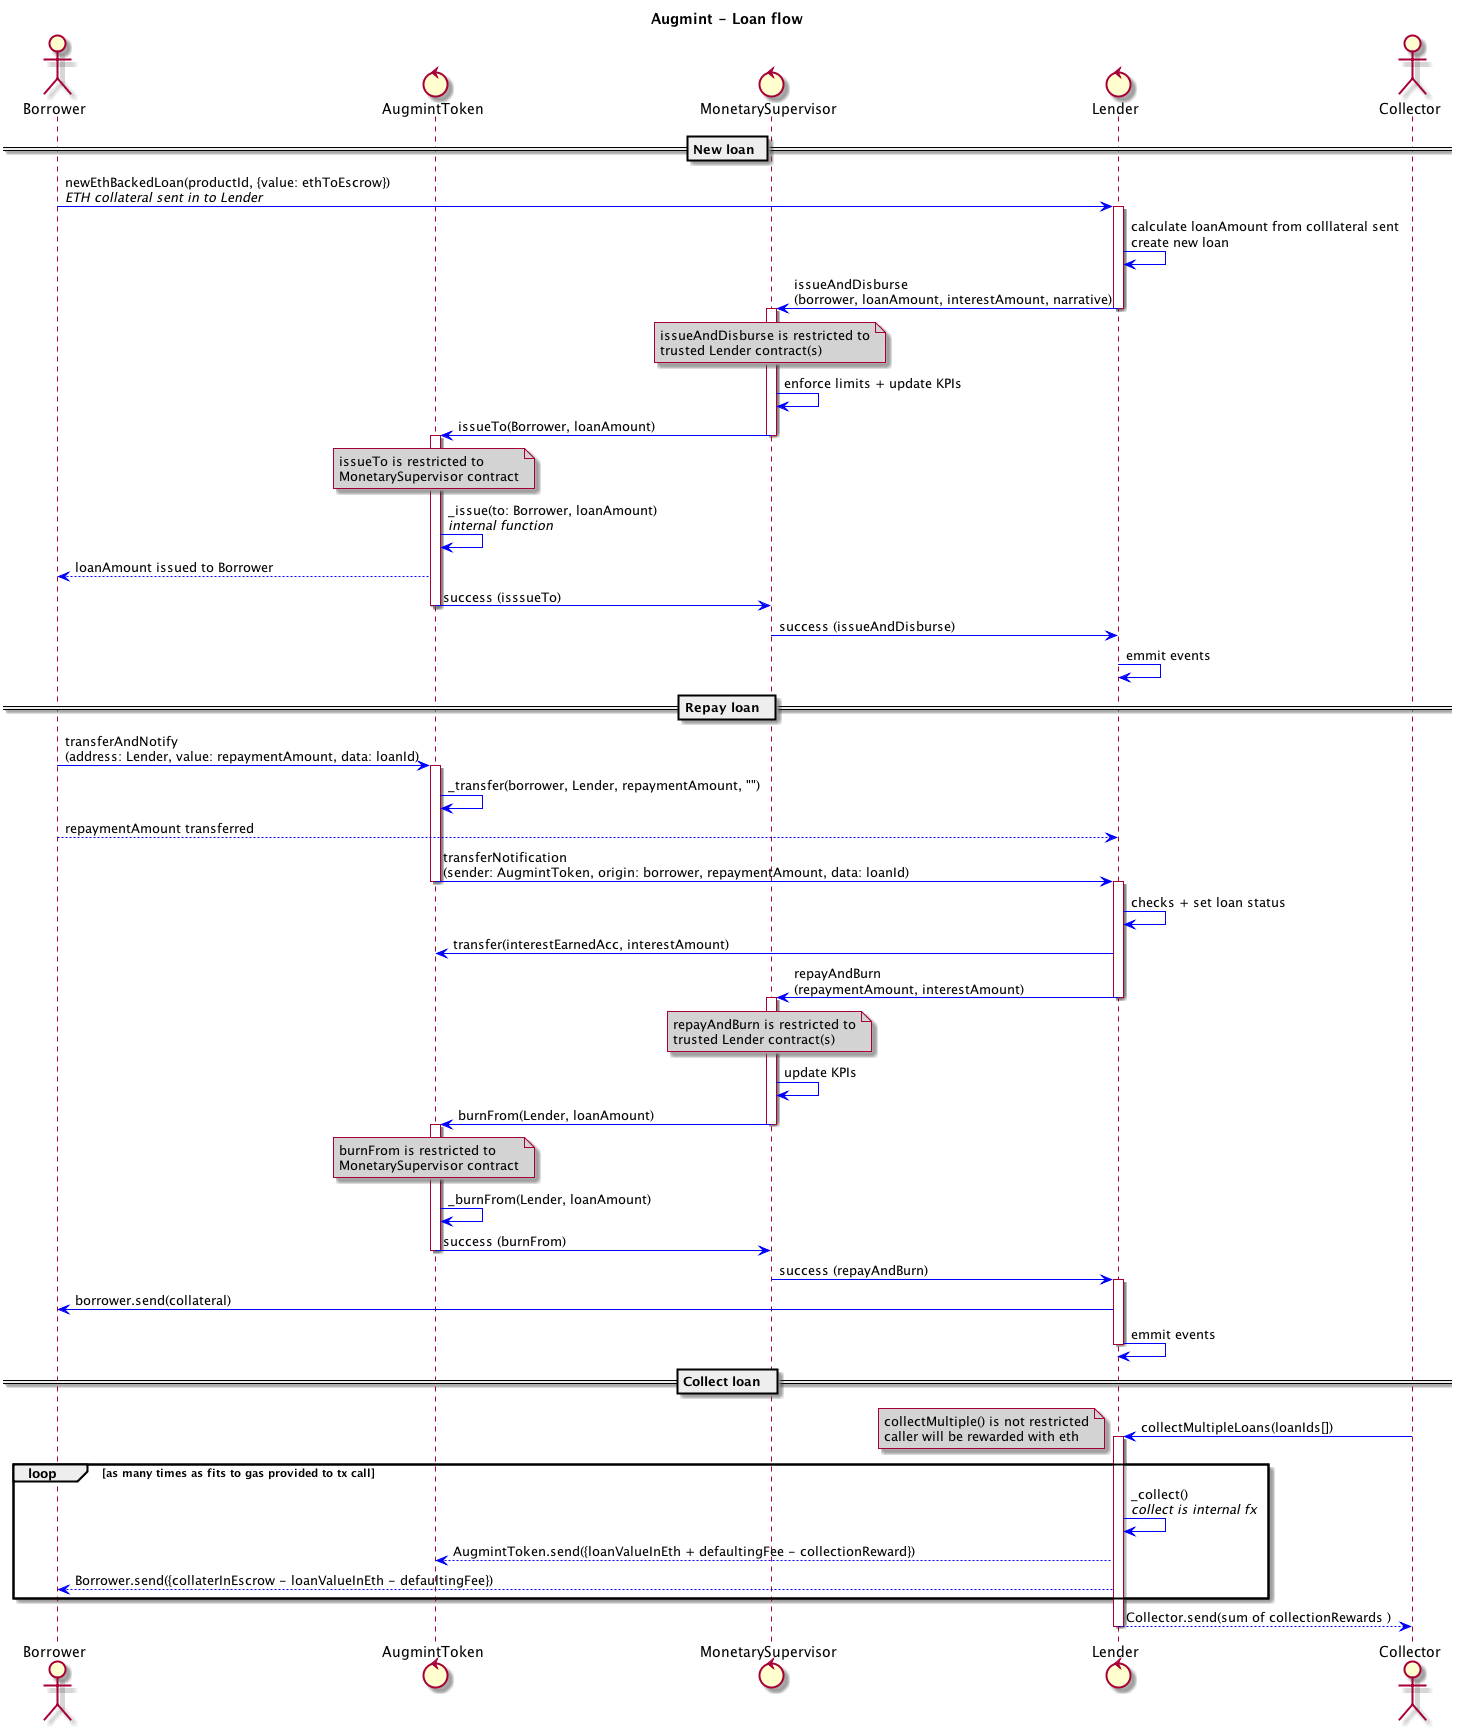 Augmint - Loan flow
Borrower
AugmintToken
MonetarySupervisor
Lender
Collector
New loan
newEthBackedLoan(productId, {value: ethToEscrow})
ETH collateral sent in to Lender
calculate loanAmount from colllateral sent
create new loan
issueAndDisburse
(borrower, loanAmount, interestAmount, narrative)
issueAndDisburse is restricted to
trusted Lender contract(s)
enforce limits + update KPIs
issueTo(Borrower, loanAmount)
issueTo is restricted to
MonetarySupervisor contract
_issue(to: Borrower, loanAmount)
internal function
loanAmount issued to Borrower
success (isssueTo)
success (issueAndDisburse)
emmit events
Repay loan
transferAndNotify
(address: Lender, value: repaymentAmount, data: loanId)
_transfer(borrower, Lender, repaymentAmount, "")
repaymentAmount transferred
transferNotification
(sender: AugmintToken, origin: borrower, repaymentAmount, data: loanId)
checks + set loan status
transfer(interestEarnedAcc, interestAmount)
repayAndBurn
(repaymentAmount, interestAmount)
repayAndBurn is restricted to
trusted Lender contract(s)
update KPIs
burnFrom(Lender, loanAmount)
burnFrom is restricted to
MonetarySupervisor contract
_burnFrom(Lender, loanAmount)
success (burnFrom)
success (repayAndBurn)
borrower.send(collateral)
emmit events
Collect loan
collectMultiple() is not restricted
caller will be rewarded with eth
collectMultipleLoans(loanIds[])
loop
[as many times as fits to gas provided to tx call]
_collect()
collect is internal fx
AugmintToken.send({loanValueInEth + defaultingFee - collectionReward})
Borrower.send({collaterInEscrow - loanValueInEth - defaultingFee})
Collector.send(sum of collectionRewards )
Borrower
AugmintToken
MonetarySupervisor
Lender
Collector